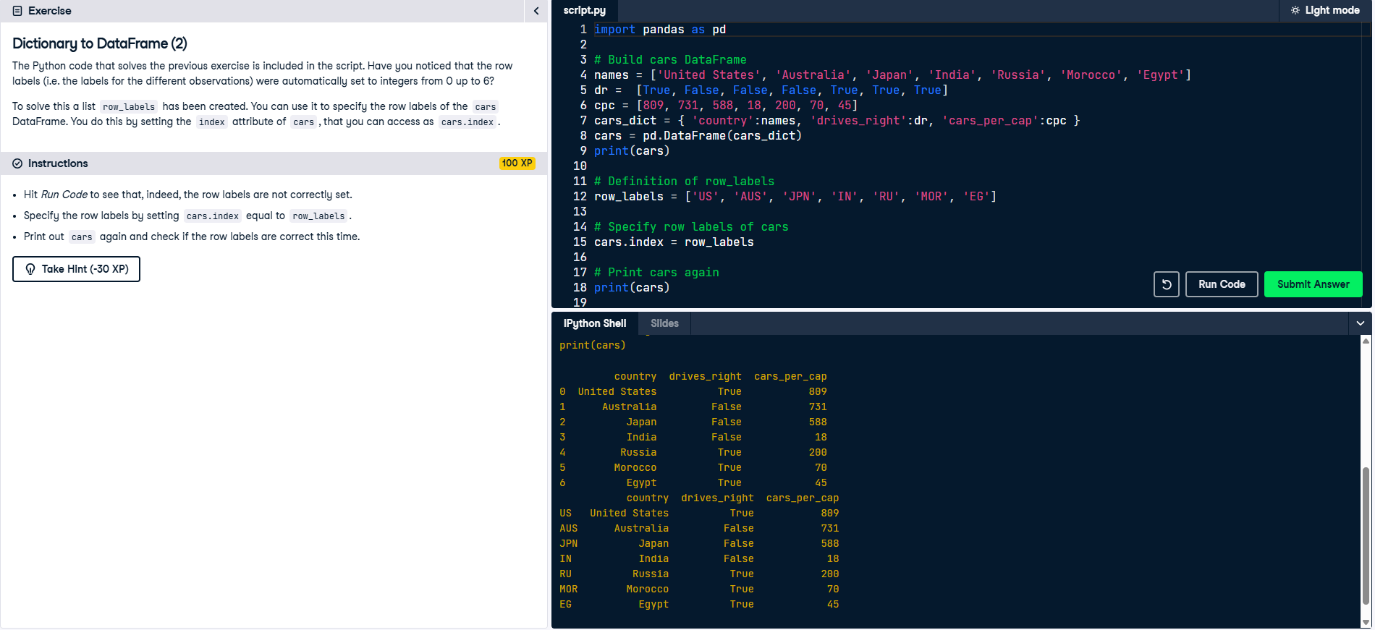 Exercise
Dictionary to DataFrame (2)
The Python code that solves the previous exercise is included in the script. Have you noticed that the row
labels (i.e. the labels for the different observations) were automatically set to integers from 0 up to 6?
To solve this a list row_labels has been created. You can use it to specify the row labels of the cars
DataFrame. You do this by setting the index attribute of cars, that you can access as cars.index.
Instructions
100 XP
• Hit Run Code to see that, indeed, the row labels are not correctly set.
• Specify the row labels by setting cars.index equal to row_labels.
• Print out cars again and check if the row labels are correct this time.
Take Hint (-30 XP)
script.py
Light mode
1 import pandas as pd
2
3 # Build cars DataFrame
4 names = ['United States', 'Australia', 'Japan', 'India', 'Russia', 'Morocco', 'Egypt']
5 dr =  [True, False, False, False, True, True, True]
6 cpc = [809, 731, 588, 18, 200, 70, 45]
7 cars_dict = { 'country':names, 'drives_right':dr, 'cars_per_cap':cpc }
8 cars = pd.DataFrame(cars_dict)
9 print(cars)
10
11 # Definition of row_labels
12 row_labels = ['US', 'AUS', 'JPN', 'IN', 'RU', 'MOR', 'EG']
13
14 # Specify row labels of cars
15 cars.index = row_labels
16
17 # Print cars again
18 print(cars)
19
Run Code
Submit Answer
IPython Shell
Slides
print(cars)
country drives_right cars_per_cap
0 United States True 809
1 Australia False 731
2 Japan False 588
3 India False 18
4 Russia True 200
5 Morocco True 70
6 Egypt True 45
country drives_right cars_per_cap
US United States True 809
AUS Australia False 731
JPN Japan False 588
IN India False 18
RU Russia True 200
MOR Morocco True 70
EG Egypt True 45